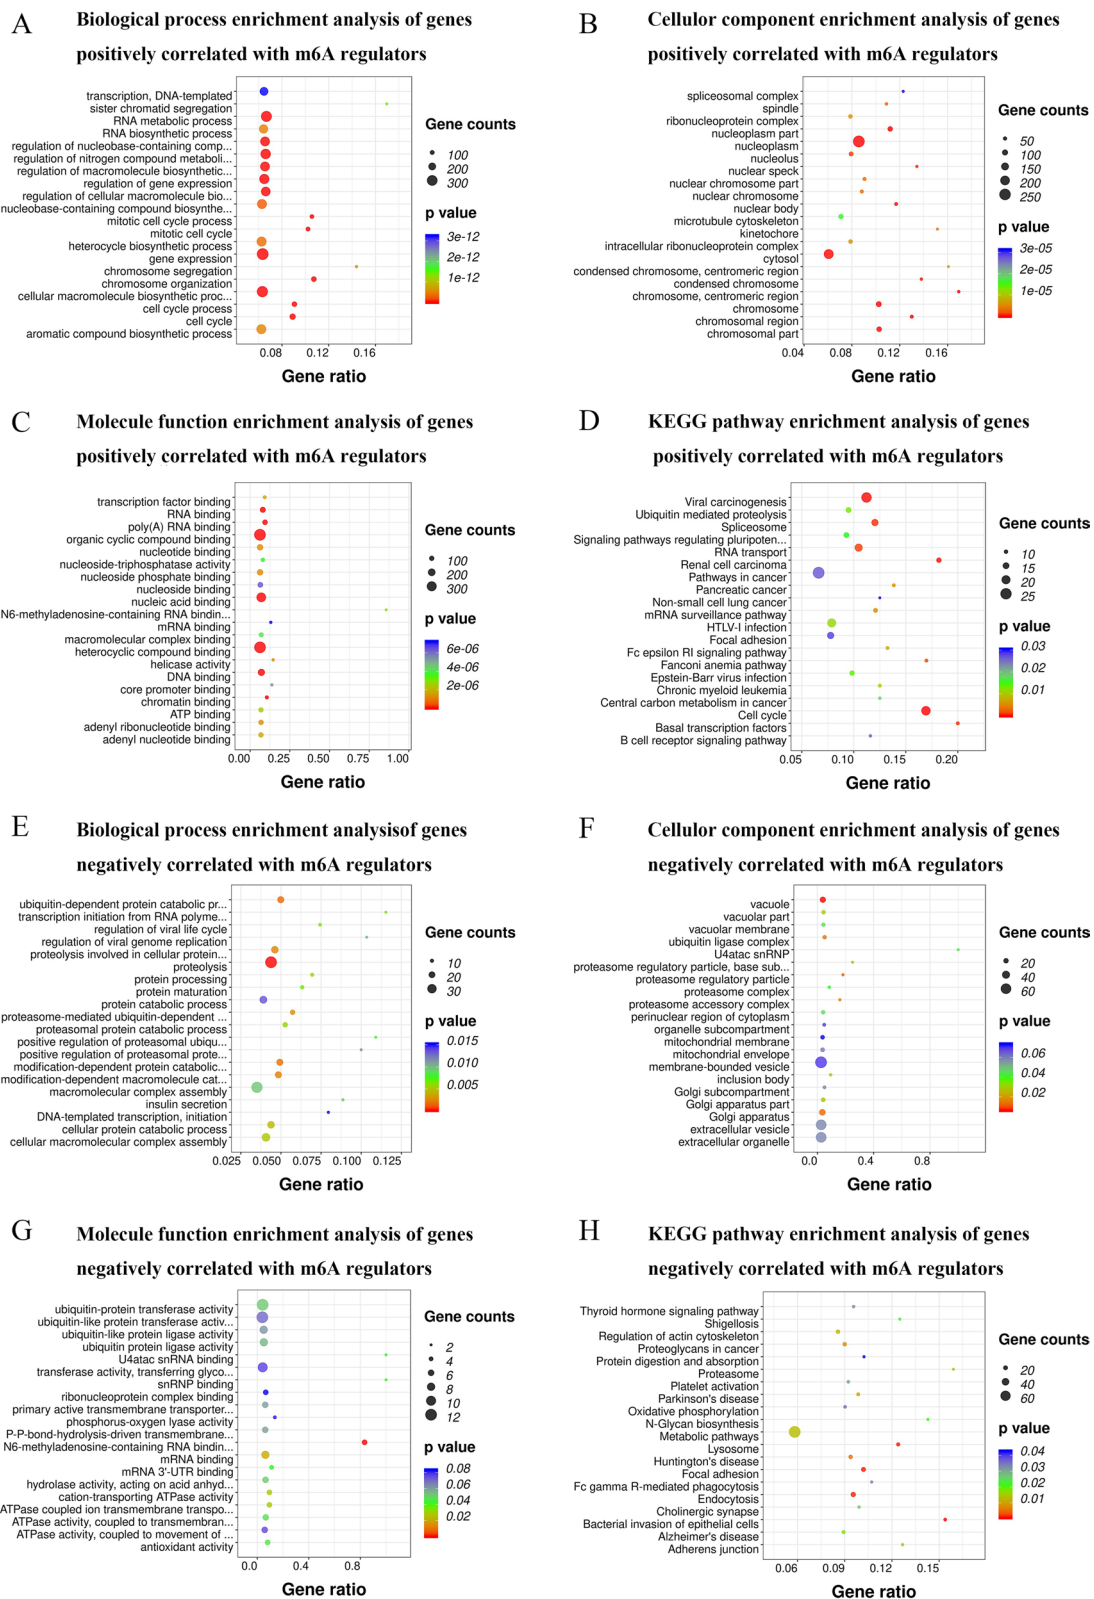 A
Biological process enrichment analysis of genes
positively correlated with m6A regulators
transcription, DNA-templated
sister chromatid segregation
RNA metabolic process
RNA biosynthetic process
regulation of nucleobase-containing comp...
regulation of nitrogen compound metaboli...
regulation of macromolecule biosynthetic...
regulation of gene expression
regulation of cellular macromolecule bio...
nucleobase-containing compound biosynthe...
mitotic cell cycle process
mitotic cell cycle
heterocycle biosynthetic process
gene expression
chromosome segregation
chromosome organization
cellular macromolecule biosynthetic proc...
cell cycle process
cell cycle
aromatic compound biosynthetic process
0.08 0.12 0.16
Gene ratio
Gene counts
100
200
300
p value
3e-12
2e-12
1e-12
B
Cellulor component enrichment analysis of genes
positively correlated with m6A regulators
spliceosomal complex
spindle
ribonucleoprotein complex
nucleoplasm part
nucleoplasm
nucleolus
nuclear speck
nuclear chromosome part
nuclear chromosome
nuclear body
microtubule cytoskeleton
kinetochore
intracellular ribonucleoprotein complex
cytosol
condensed chromosome, centromeric region
condensed chromosome
chromosome, centromeric region
chromosome
chromosomal region
chromosomal part
0.04 0.08 0.12 0.16
Gene ratio
Gene counts
50
100
150
200
250
p value
3e-05
2e-05
1e-05
C
Molecule function enrichment analysis of genes
positively correlated with m6A regulators
transcription factor binding
RNA binding
poly(A) RNA binding
organic cyclic compound binding
nucleotide binding
nucleoside-triphosphatase activity
nucleoside phosphate binding
nucleoside binding
nucleic acid binding
N6-methyladenosine-containing RNA bindin...
mRNA binding
macromolecular complex binding
heterocyclic compound binding
helicase activity
DNA binding
core promoter binding
chromatin binding
ATP binding
adenyl ribonucleotide binding
adenyl nucleotide binding
0.00 0.25 0.50 0.75 1.00
Gene ratio
Gene counts
100
200
300
p value
6e-06
4e-06
2e-06
D
KEGG pathway enrichment analysis of genes
positively correlated with m6A regulators
Viral carcinogenesis
Ubiquitin mediated proteolysis
Spliceosome
Signaling pathways regulating pluripoten...
RNA transport
Renal cell carcinoma
Pathways in cancer
Pancreatic cancer
Non-small cell lung cancer
mRNA surveillance pathway
HTLV-I infection
Focal adhesion
Fc epsilon RI signaling pathway
Fanconi anemia pathway
Epstein-Barr virus infection
Chronic myeloid leukemia
Central carbon metabolism in cancer
Cell cycle
Basal transcription factors
B cell receptor signaling pathway
0.05 0.10 0.15 0.20
Gene ratio
Gene counts
10
15
20
25
p value
0.03
0.02
0.01
E
Biological process enrichment analysisof genes
negatively correlated with m6A regulators
ubiquitin-dependent protein catabolic pr...
transcription initiation from RNA polyme...
regulation of viral life cycle
regulation of viral genome replication
proteolysis involved in cellular protein...
proteolysis
protein processing
protein maturation
protein catabolic process
proteasome-mediated ubiquitin-dependent ...
proteasomal protein catabolic process
positive regulation of proteasomal ubiqu...
positive regulation of proteasomal prote...
modification-dependent protein catabolic...
modification-dependent macromolecule cat...
macromolecular complex assembly
insulin secretion
DNA-templated transcription, initiation
cellular protein catabolic process
cellular macromolecular complex assembly
0.025 0.050 0.075 0.100 0.125
Gene ratio
Gene counts
10
20
30
p value
0.015
0.010
0.005
F
Cellulor component enrichment analysis of genes
negatively correlated with m6A regulators
vacuole
vacuolar part
vacuolar membrane
ubiquitin ligase complex
U4atac snRNP
proteasome regulatory particle, base sub...
proteasome regulatory particle
proteasome complex
proteasome accessory complex
perinuclear region of cytoplasm
organelle subcompartment
mitochondrial membrane
mitochondrial envelope
membrane-bounded vesicle
inclusion body
Golgi subcompartment
Golgi apparatus part
Golgi apparatus
extracellular vesicle
extracellular organelle
0.0 0.4 0.8
Gene ratio
Gene counts
20
40
60
p value
0.06
0.04
0.02
G
Molecule function enrichment analysis of genes
negatively correlated with m6A regulators
ubiquitin-protein transferase activity
ubiquitin-like protein transferase activ...
ubiquitin-like protein ligase activity
ubiquitin protein ligase activity
U4atac snRNA binding
transferase activity, transferring glyco...
snRNP binding
ribonucleoprotein complex binding
primary active transmembrane transporter...
phosphorus-oxygen lyase activity
P-P-bond-hydrolysis-driven transmembrane...
N6-methyladenosine-containing RNA bindin...
mRNA binding
mRNA 3'-UTR binding
hydrolase activity, acting on acid anhyd...
cation-transporting ATPase activity
ATPase coupled ion transmembrane transpo...
ATPase activity, coupled to transmembran...
ATPase activity, coupled to movement of ...
antioxidant activity
0.0 0.4 0.8
Gene ratio
Gene counts
2
4
6
8
10
12
p value
0.08
0.06
0.04
0.02
H
KEGG pathway enrichment analysis of genes
negatively correlated with m6A regulators
Thyroid hormone signaling pathway
Shigellosis
Regulation of actin cytoskeleton
Proteoglycans in cancer
Protein digestion and absorption
Proteasome
Platelet activation
Parkinson's disease
Oxidative phosphorylation
N-Glycan biosynthesis
Metabolic pathways
Lysosome
Huntington's disease
Focal adhesion
Fc gamma R-mediated phagocytosis
Endocytosis
Cholinergic synapse
Bacterial invasion of epithelial cells
Alzheimer's disease
Adherens junction
0.06 0.09 0.12 0.15
Gene ratio
Gene counts
20
40
60
p value
0.04
0.03
0.02
0.01